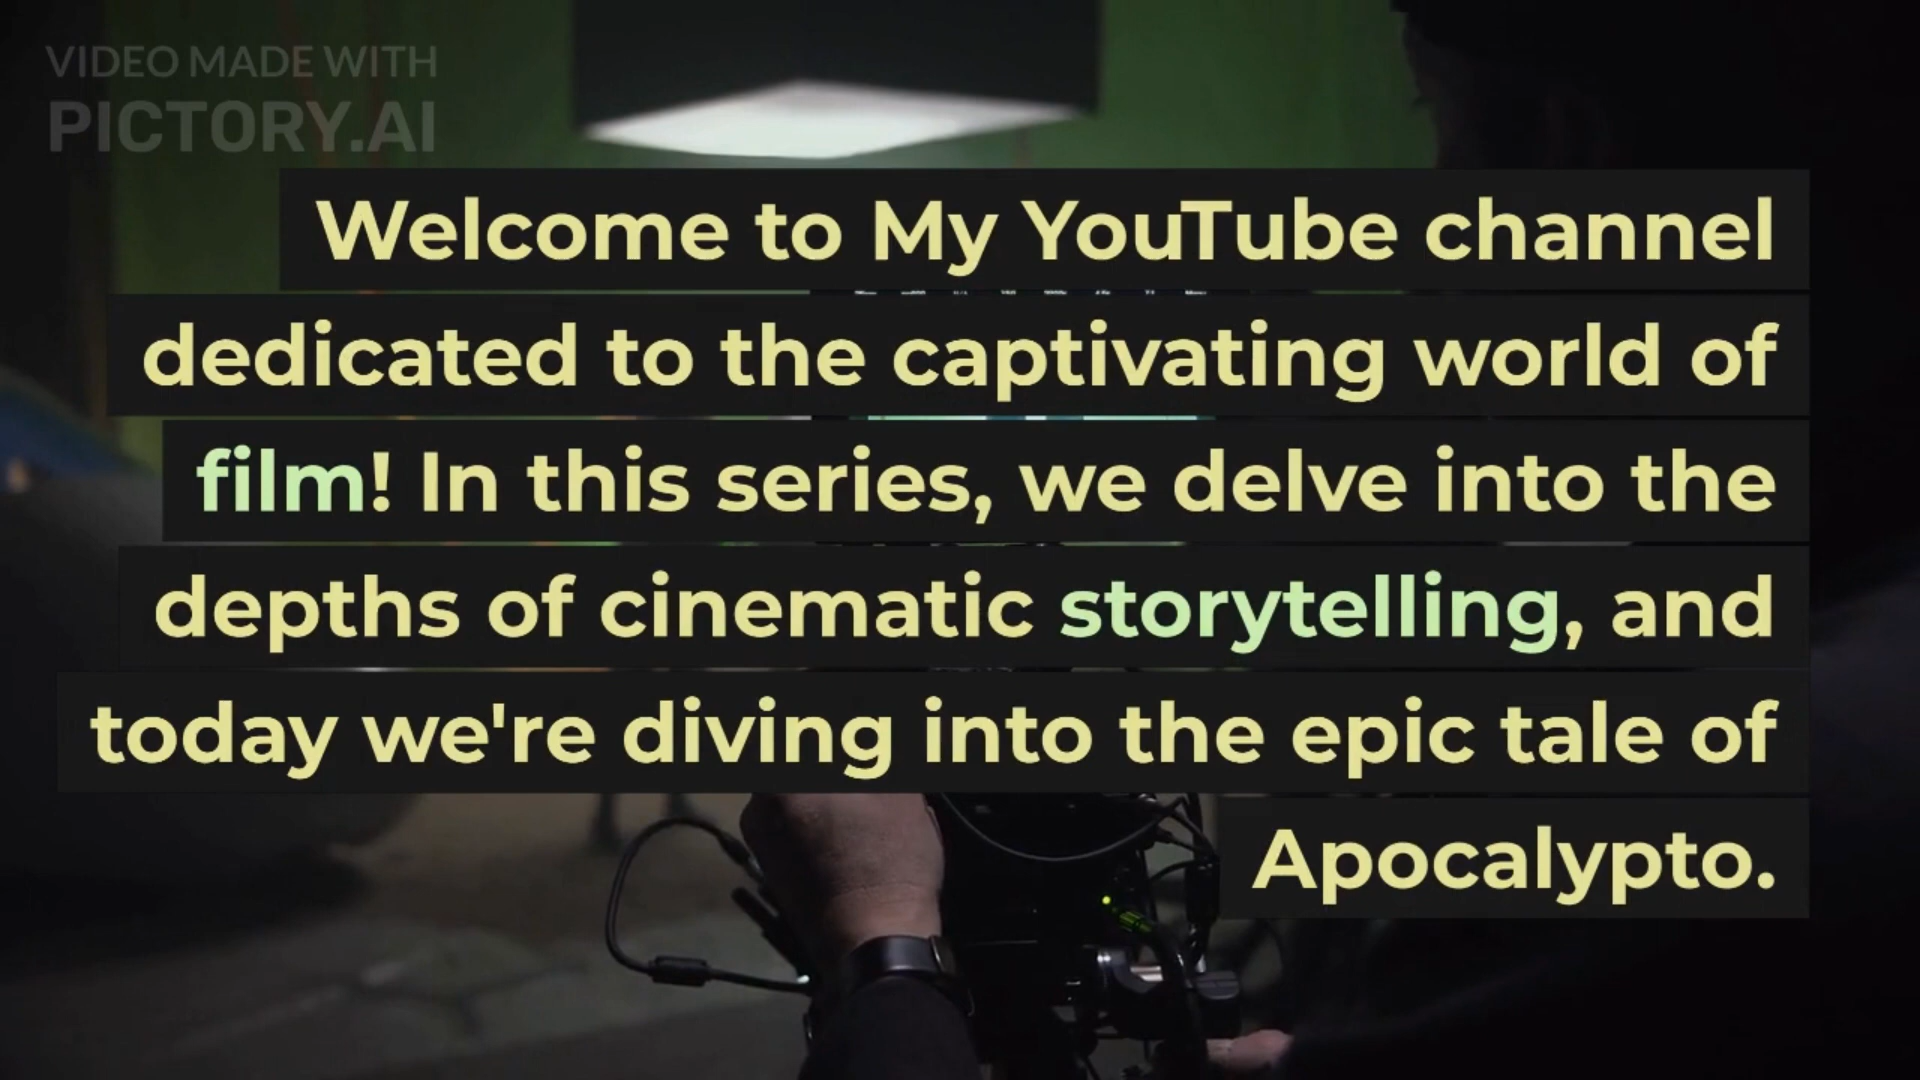 VIDEO MADE WITH
PICTORY.AI
Welcome to My YouTube channel
dedicated to the captivating world of
film! In this series, we delve into the
depths of cinematic storytelling, and
today we're diving into the epic tale of
Apocalypto.